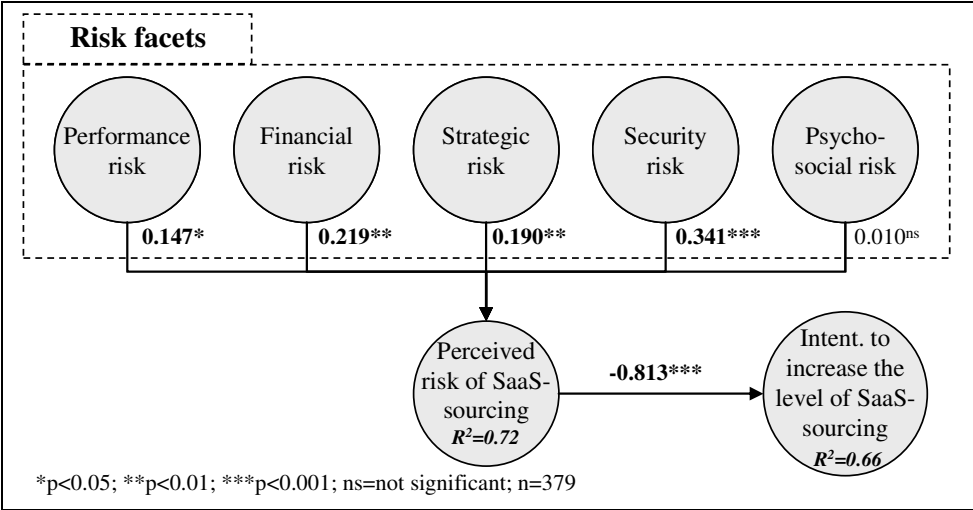 Risk facets
Performance
risk
Financial
risk
Strategic
risk
Security
risk
Psycho-
social risk
0.147*
0.219**
0.190**
0.341***
0.010ns
Perceived
risk of SaaS-
sourcing
R²=0.72
-0.813***
Intent. to
increase the
level of SaaS-
sourcing
R²=0.66
*p<0.05; **p<0.01; ***p<0.001; ns=not significant; n=379